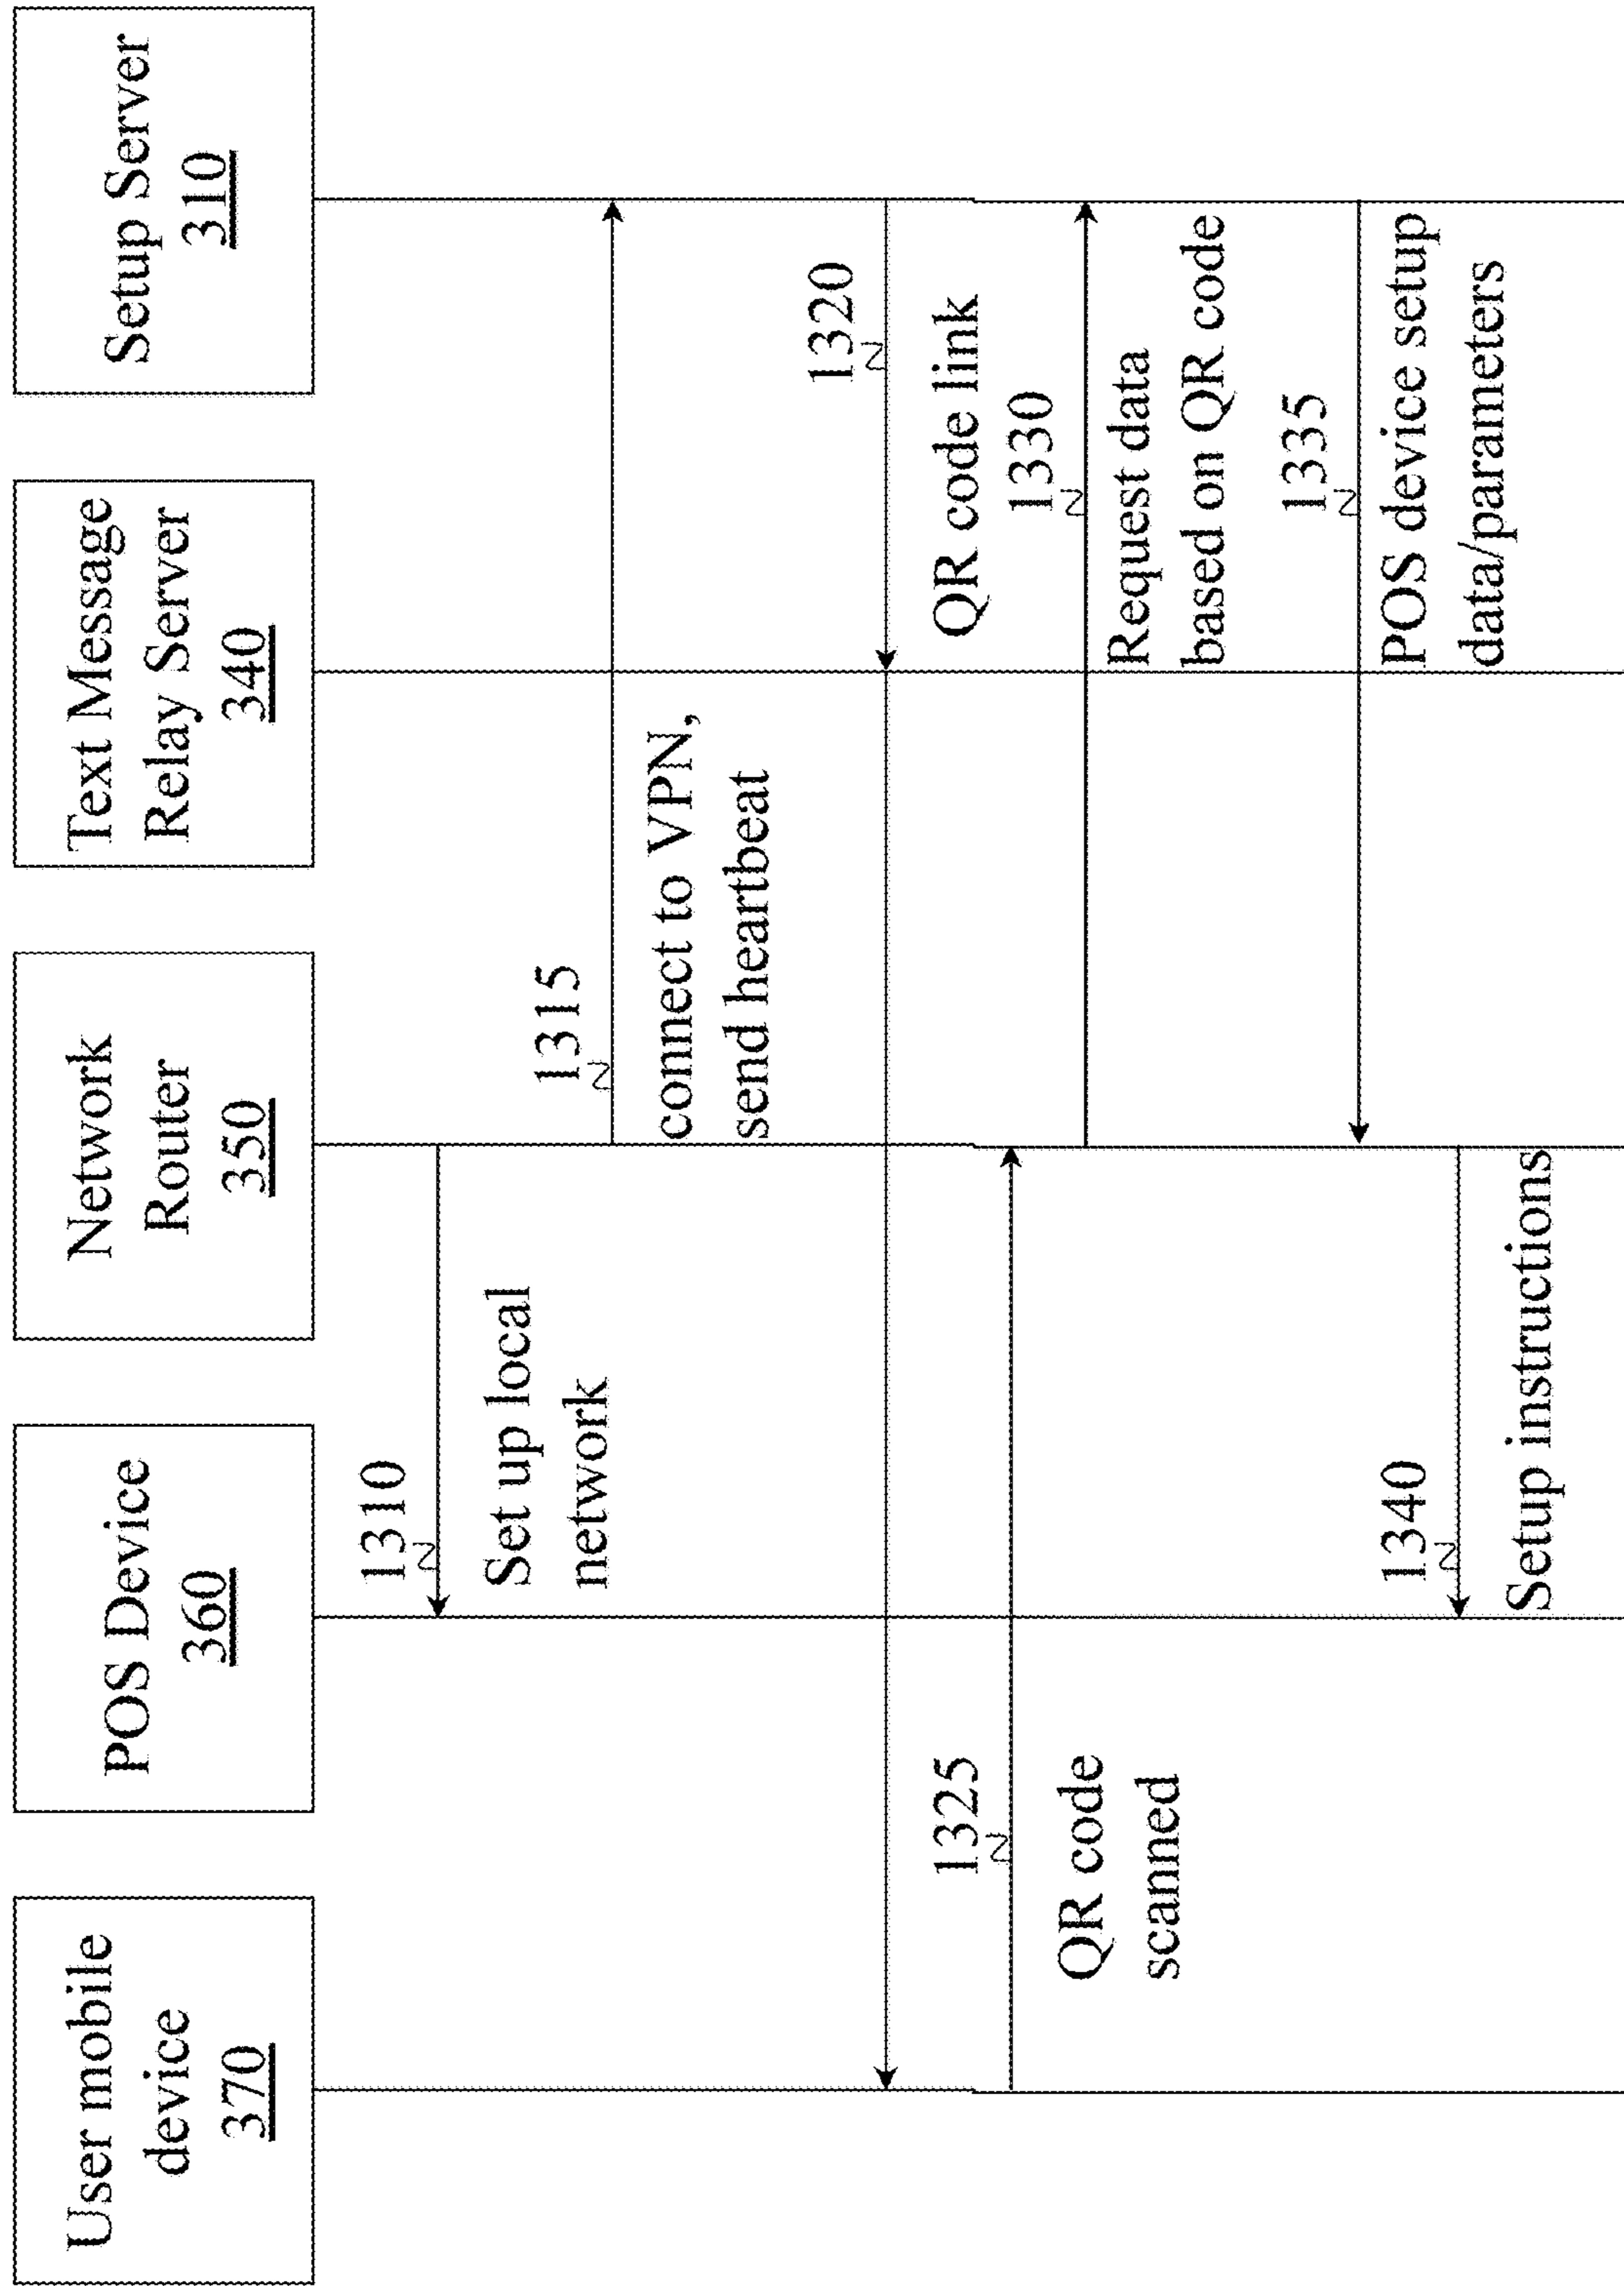 User mobile
device
370
POS Device
360
Network
Router
350
Text Message
Relay Server
340
Setup Server
310
1310
Set up local
network
1315
connect to VPN,
send heartbeat
1320
QR code link
1325
QR code
scanned
1330
Request data
based on QR code
1335
POS device setup
data/parameters
1340
Setup instructions